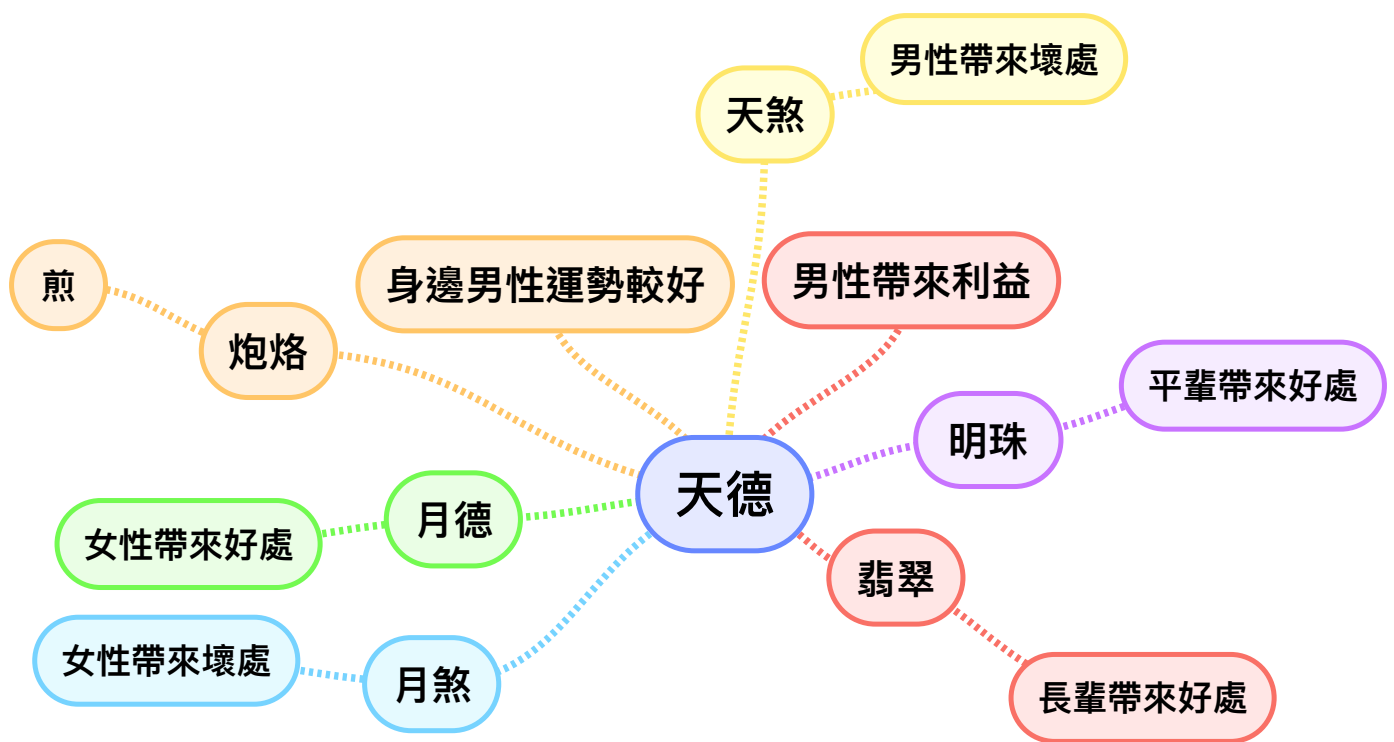 男性帶來壞處
天煞
身邊男性運勢較好
男性帶來利益
煎
炮烙
平輩帶來好處
明珠
天德
月德
女性帶來好處
翡翠
女性帶來壞處
月煞
長輩帶來好處